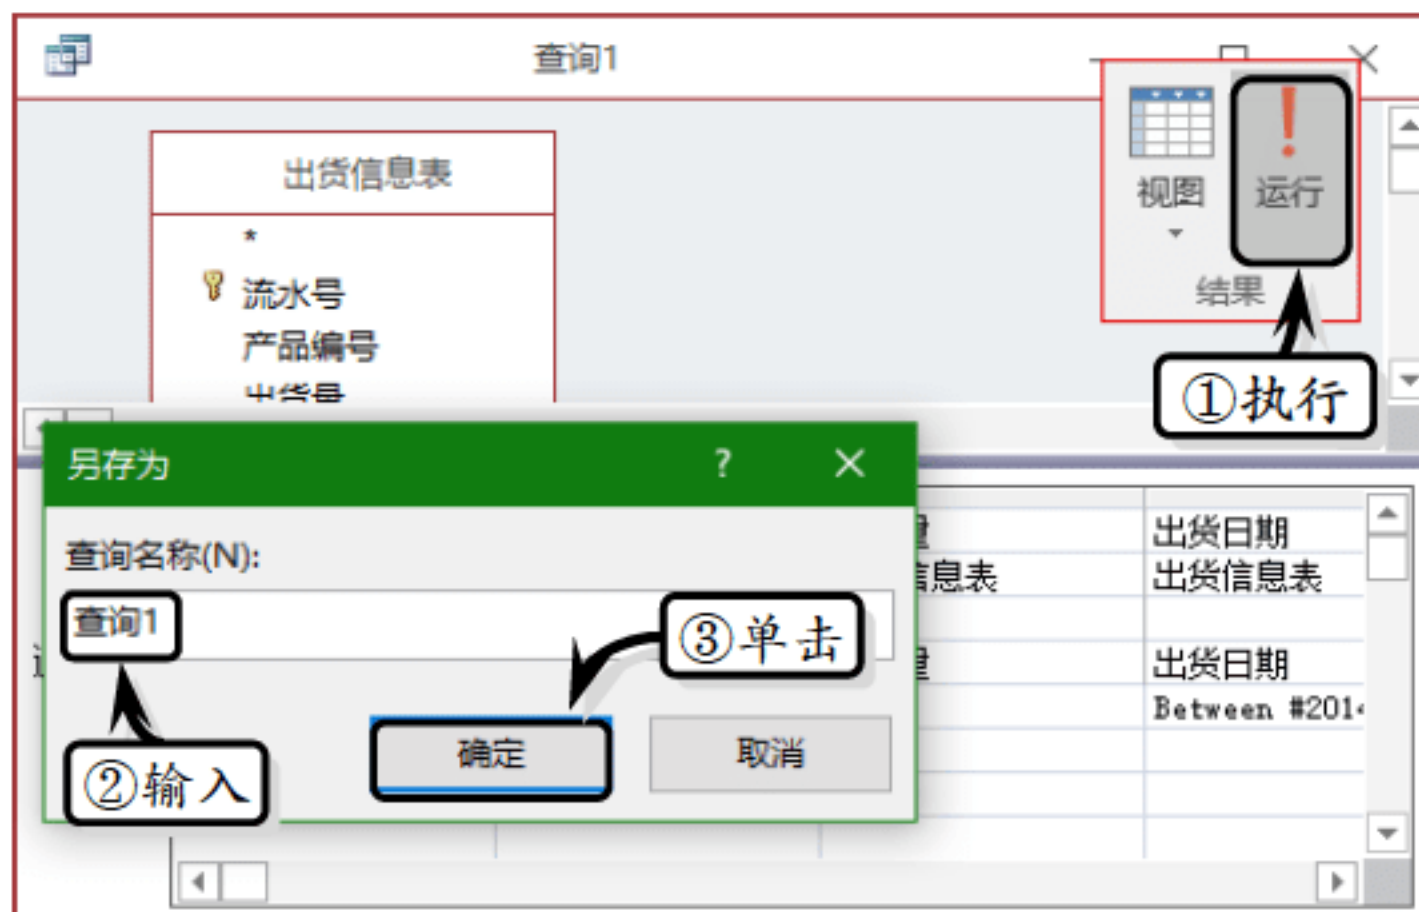 查询1
出货信息表
*
流水号
产品编号
视图
运行
结果
①执行
另存为
?
查询名称(N):
查询1
③单击
②输入
确定
取消
出货日期
息表
出货信息表
出货日期
Between #201